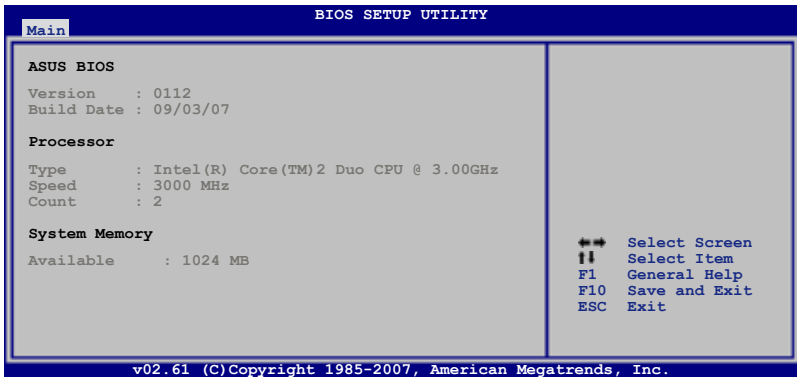 BIOS SETUP UTILITY
Main
ASUS BIOS
Version : 0112
Build Date : 09/03/07
Processor
Type : Intel(R) Core(TM)2 Duo CPU @ 3.00GHz
Speed : 3000 MHz
Count : 2
System Memory
Available : 1024 MB
←→ Select Screen
↑↓ Select Item
F1 General Help
F10 Save and Exit
ESC Exit
v02.61 (C)Copyright 1985-2007, American Megatrends, Inc.